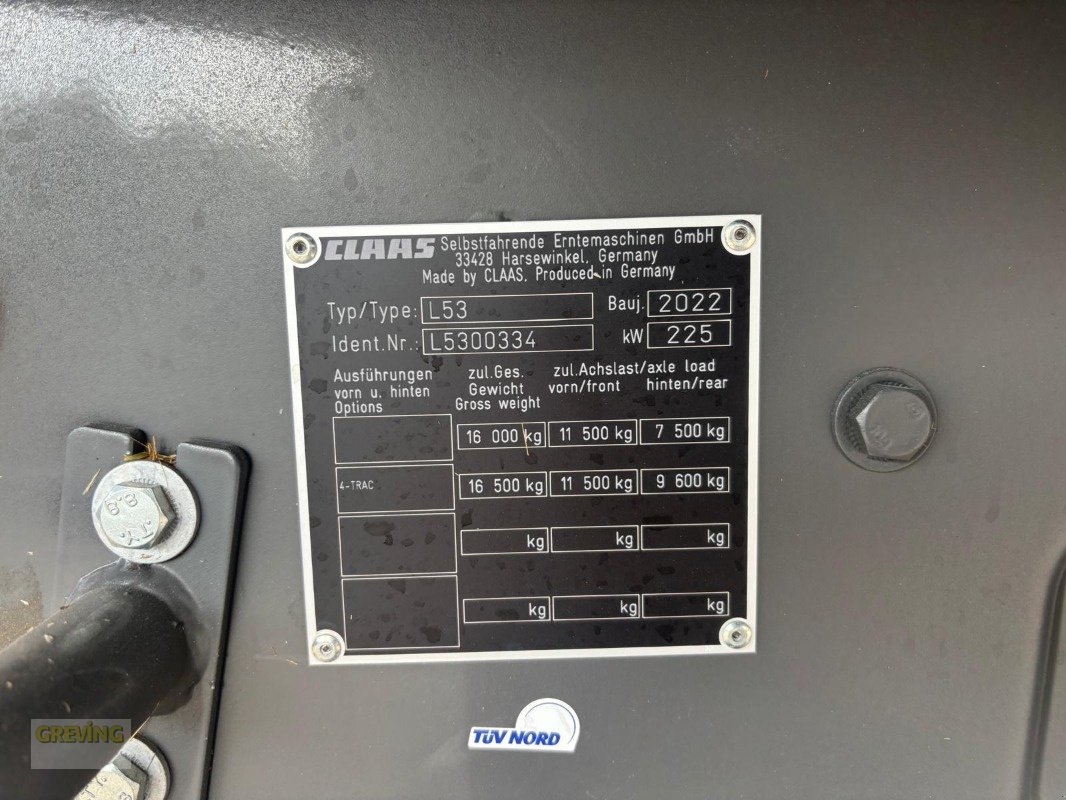 CLAAS Selbstfahrende Erntemaschinen GmbH
33428 Harsewinkel, Germany
Made by CLAAS. Produced in Germany
Typ/Type: L53 Bauj. 2022
Ident.Nr.: L5300334 kW 225
Ausführungen zul.Ges. zul.Achslast/axle load
vorn u. hinten Gewicht vorn/front hinten/rear
Options Gross weight
16 000 kg 11 500 kg 7 500 kg
4-TRAC 16 500 kg 11 500 kg 9 600 kg
kg kg kg
kg kg kg
8.8
TÜV NORD
GREVING